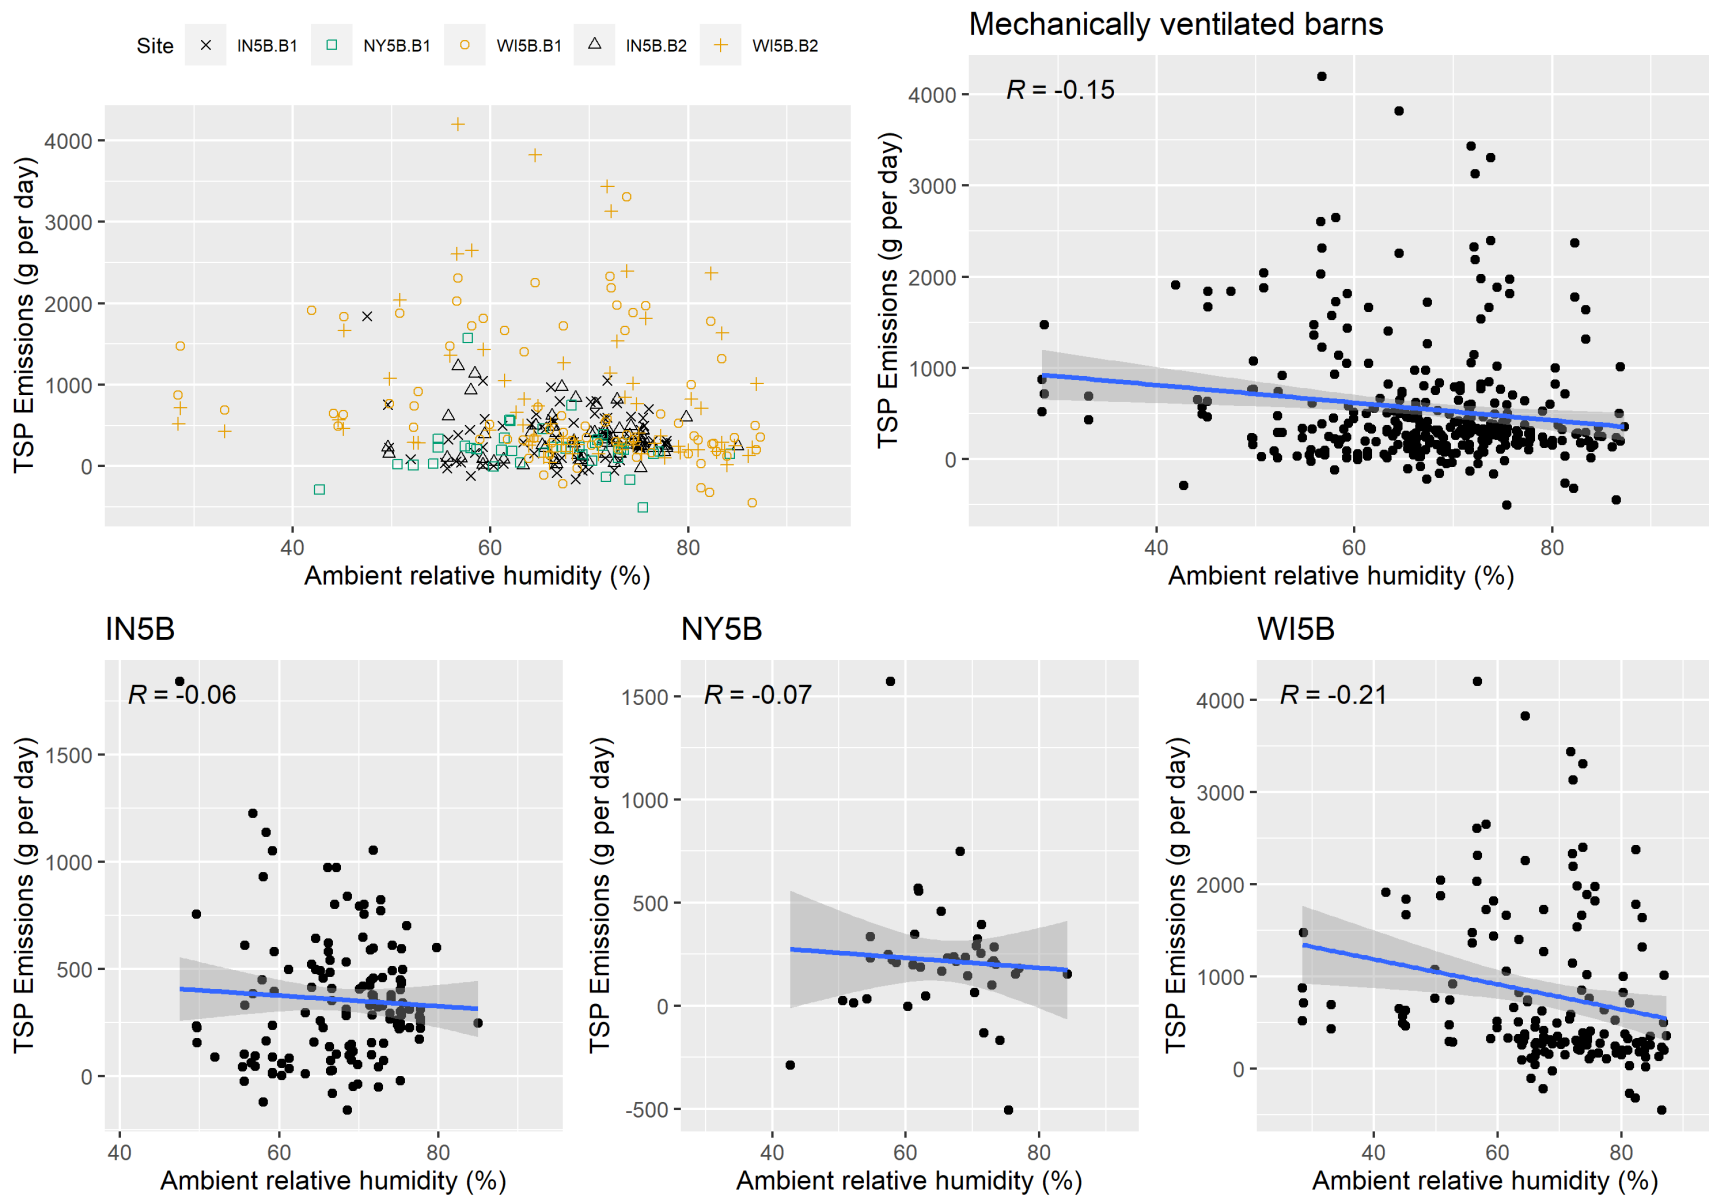 Site IN5B.B1 NY5B.B1 WI5B.B1 IN5B.B2 WI5B.B2
TSP Emissions (g per day)
4000
3000
2000
1000
0
40 60 80
Ambient relative humidity (%)
Mechanically ventilated barns
R = -0.15
TSP Emissions (g per day)
4000
3000
2000
1000
0
40 60 80
Ambient relative humidity (%)
IN5B
R = -0.06
TSP Emissions (g per day)
1500
1000
500
0
40 60 80
Ambient relative humidity (%)
NY5B
R = -0.07
TSP Emissions (g per day)
1500
1000
500
0
-500
40 60 80
Ambient relative humidity (%)
WI5B
R = -0.21
TSP Emissions (g per day)
4000
3000
2000
1000
0
40 60 80
Ambient relative humidity (%)